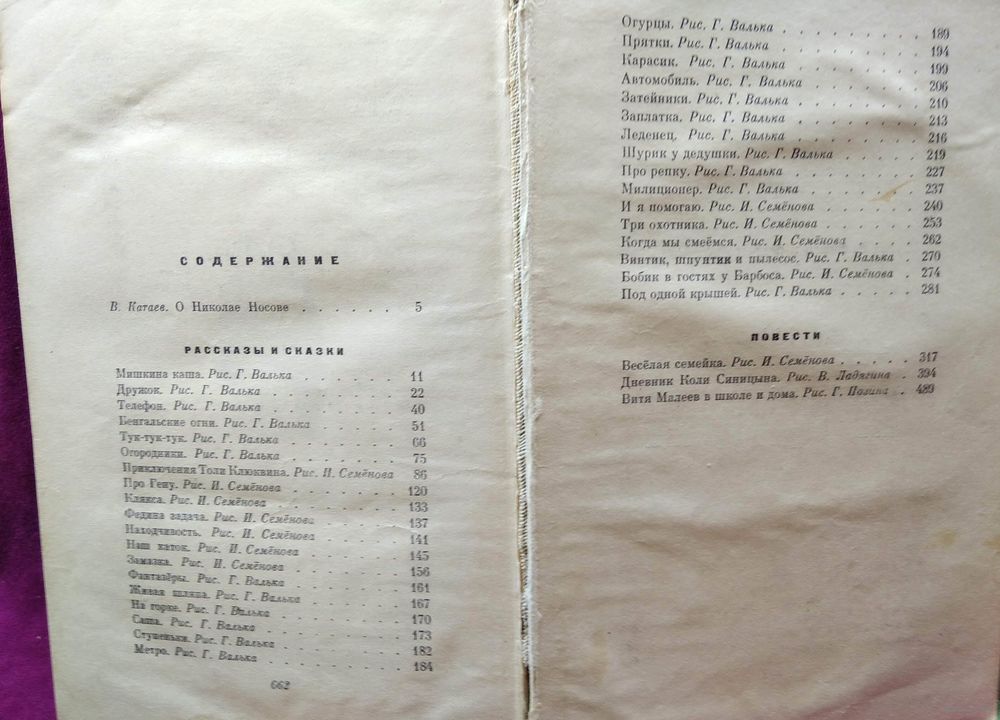 СОДЕРЖАНИЕ
В. Катаев. О Николае Носове . . . . . . 5
РАССКАЗЫ И СКАЗКИ
Мишкина каша. Рис. Г. Валька . . . . . . 11
Дружок. Рис. Г. Валька . . . . . . . . 22
Телефон. Рис. Г. Валька . . . . . . . . 40
Бенгальские огни. Рис. Г. Валька . . . . . 51
Тук-тук-тук. Рис. Г. Валька . . . . . . . 66
Огородники. Рис. Г. Валька . . . . . . . 75
Приключения Толи Клюквина. Рис. И. Семёнова 86
Про Гену. Рис. И. Семёнова . . . . . . . 120
Клякса. Рис. И. Семёнова . . . . . . . . 133
Федина задача. Рис. И. Семёнова . . . . . 137
Находчивость. Рис. И. Семёнова . . . . . 141
Наш каток. Рис. И. Семёнова . . . . . . 145
Замазка. Рис. И. Семёнова . . . . . . . 156
Фантазёры. Рис. Г. Валька . . . . . . . 161
Живая шляпа. Рис. Г. Валька . . . . . . 167
На горке. Рис. Г. Валька . . . . . . . . 170
Саша. Рис. Г. Валька . . . . . . . . . 173
Ступеньки. Рис. Г. Валька . . . . . . . 182
Метро. Рис. Г. Валька . . . . . . . . . 184
662
Огурцы. Рис. Г. Валька . . . . . . . . 189
Прятки. Рис. Г. Валька . . . . . . . . 194
Карасик. Рис. Г. Валька . . . . . . . . 199
Автомобиль. Рис. Г. Валька . . . . . . . 206
Затейники. Рис. Г. Валька . . . . . . . 210
Заплатка. Рис. Г. Валька . . . . . . . . 213
Леденец. Рис. Г. Валька . . . . . . . . 216
Шурик у дедушки. Рис. Г. Валька . . . . . 219
Про репку. Рис. Г. Валька . . . . . . . 227
Милиционер. Рис. Г. Валька . . . . . . . 237
И я помогаю. Рис. И. Семёнова . . . . . . 240
Три охотника. Рис. И. Семёнова . . . . . . 253
Когда мы смеёмся. Рис. И. Семёнова . . . . 262
Винтик, шпунтик и пылесос. Рис. Г. Валька . 270
Бобик в гостях у Барбоса. Рис. И. Семёнова . 274
Под одной крышей. Рис. Г. Валька . . . . . 281
ПОВЕСТИ
Весёлая семейка. Рис. И. Семёнова . . . . . 317
Дневник Коли Синицына. Рис. В. Ладягина . 394
Витя Малеев в школе и дома. Рис. Г. Позина . 489